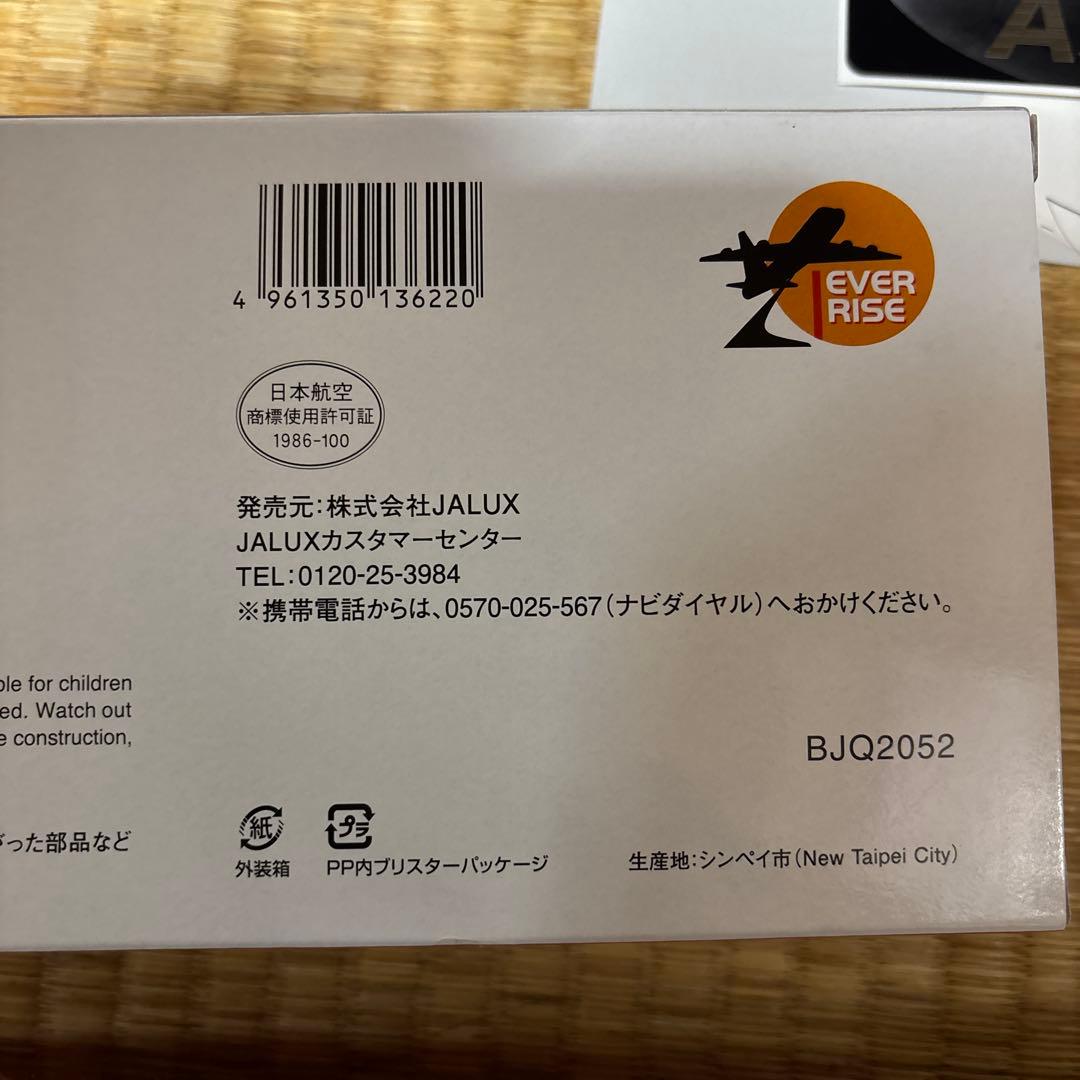 A
4 961350 136220
EVER
RISE
日本航空
商標使用許可証
1986-100
発売元:株式会社JALUX
JALUXカスタマーセンター
TEL:0120-25-3984
※携帯電話からは、0570-025-567(ナビダイヤル)へおかけください。
for children
Watch out
construction,
BJQ2052
った部品など
紙
外装箱
プラ
PP内ブリスターパッケージ
生産地:シンペイ市(New Taipei City)